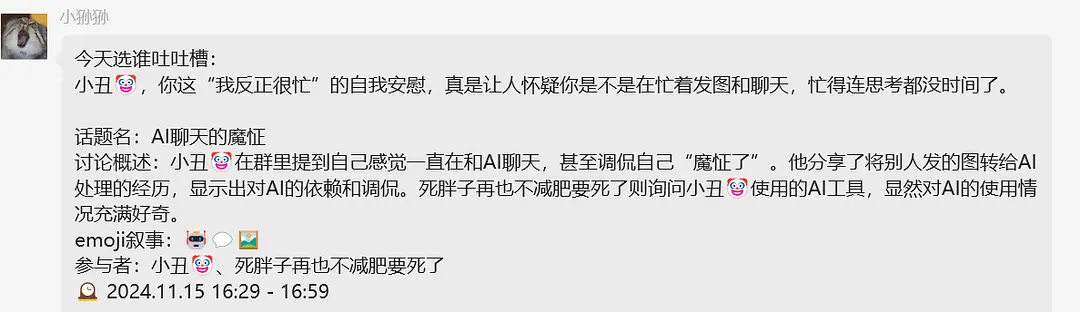 小猕猕
今天选谁吐吐槽：
小丑🤡，你这“我反正很忙”的自我安慰，真是让人怀疑你是不是在忙着发图和聊天，忙得连思考都没时间了。
话题名：AI聊天的魔怔
讨论概述：小丑🤡在群里提到自己感觉一直在和AI聊天，甚至调侃自己“魔怔了”。他分享了将别人发的图转给AI
处理的经历，显示出对AI的依赖和调侃。死胖子再也不减肥要死了则询问小丑🤡使用的AI工具，显然对AI的使用情
况充满好奇。
emoji叙事：🤖💬🖼️
参与者：小丑🤡、死胖子再也不减肥要死了
🕰️ 2024.11.15 16:29 - 16:59